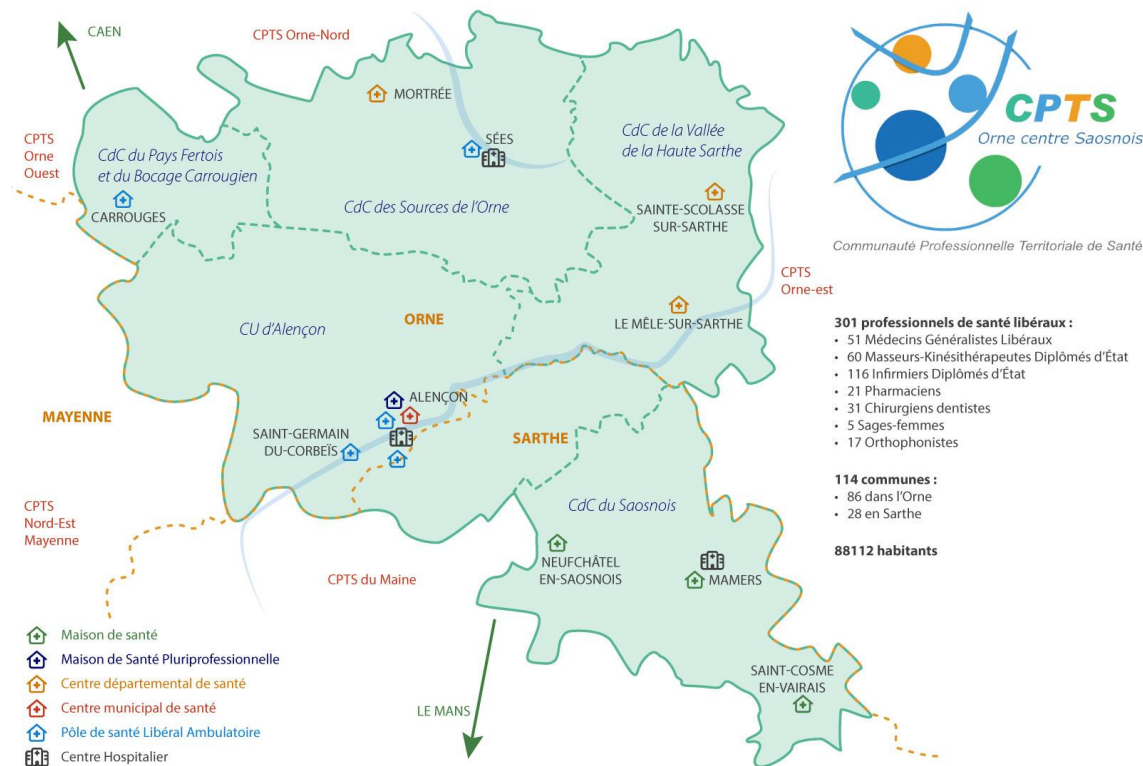 CAEN
CPTS Orne-Nord
MORTRÉE
CPTS
Orne
Ouest
CdC du Pays Fertois
et du Bocage Carrougien
CARROUGES
SÉES
CdC des Sources de l'Orne
CdC de la Vallée
de la Haute Sarthe
SAINTE-SCOLASSE
SUR-SARTHE
CPTS
Orne-est
LE MÊLE-SUR-SARTHE
CU d'Alençon
ORNE
MAYENNE
ALENÇON
SAINT-GERMAIN
DU-CORBEÏS
SARTHE
CPTS
Nord-Est
Mayenne
CPTS du Maine
CdC du Saosnois
NEUFCHÂTEL
EN-SAOSNOIS
MAMERS
SAINT-COSME
EN-VAIRAIS
LE MANS
Maison de santé
Maison de Santé Pluriprofessionnelle
Centre départemental de santé
Centre municipal de santé
Pôle de santé Libéral Ambulatoire
Centre Hospitalier
CPTS
Orne centre Saosnois
Communauté Professionnelle Territoriale de Santé
301 professionnels de santé libéraux :
• 51 Médecins Généralistes Libéraux
• 60 Masseurs-Kinésithérapeutes Diplômés d'État
• 116 Infirmiers Diplômés d'État
• 21 Pharmaciens
• 31 Chirurgiens dentistes
• 5 Sages-femmes
• 17 Orthophonistes
114 communes :
• 86 dans l'Orne
• 28 en Sarthe
88112 habitants